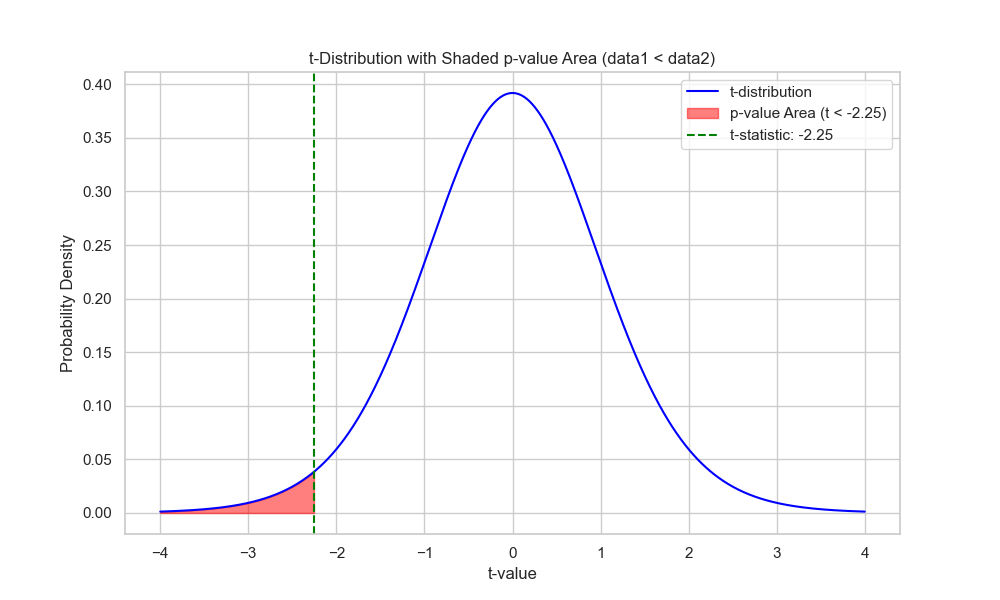 t-Distribution with Shaded p-value Area (data1 < data2)
t-distribution
p-value Area (t < -2.25)
t-statistic: -2.25
Probability Density
0.40
0.35
0.30
0.25
0.20
0.15
0.10
0.05
0.00
−4 −3 −2 −1 0 1 2 3 4
t-value